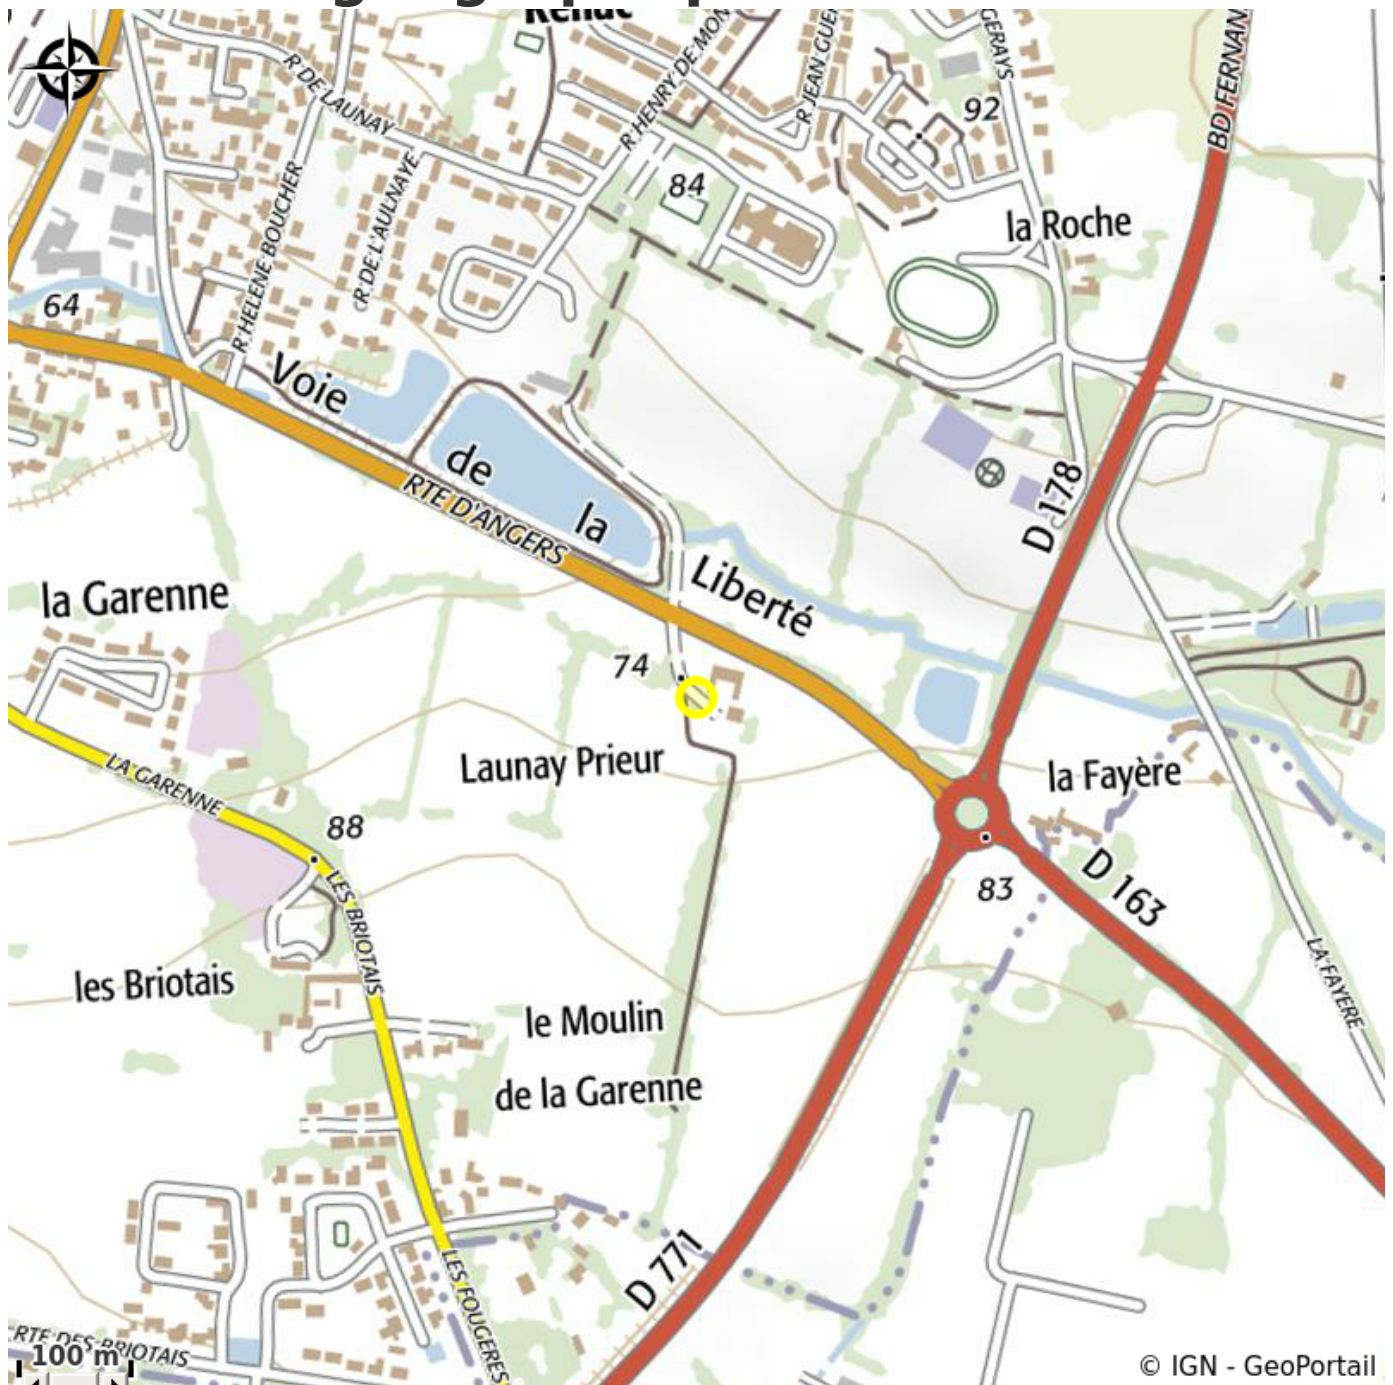 Renac
R DE LAUNAY
R HENRY DE MON
R JEAN GUE
GERAYS
BD FERNAN
92
84
la Roche
R HELENE BOUCHER
R DE L'AULNAYE
64
Voie
de
la
Liberté
RTE D'ANGERS
D 178
la Garenne
74
Launay Prieur
la Fayère
LA GARENNE
88
LES BRIOTAIS
83
D 163
LA FAYERE
les Briotais
le Moulin
de la Garenne
D 771
LES FOUGERES
RTE DES BRIOTAIS
100 m
© IGN - GeoPortail